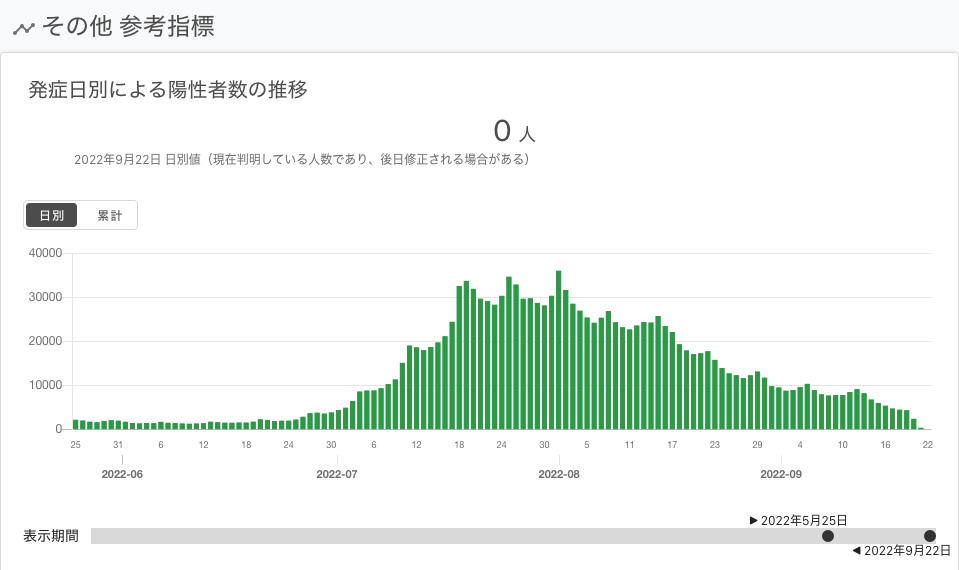 その他 参考指標
発症日別による陽性者数の推移
0 人
2022年9月22日 日別値（現在判明している人数であり、後日修正される場合がある）
日別 累計
40000
30000
20000
10000
0
25 31 6 12 18 24 30 6 12 18 24 30 5 11 17 23 29 4 10 16 22
2022-06 2022-07 2022-08 2022-09
▶ 2022年5月25日
表示期間
◀ 2022年9月22日